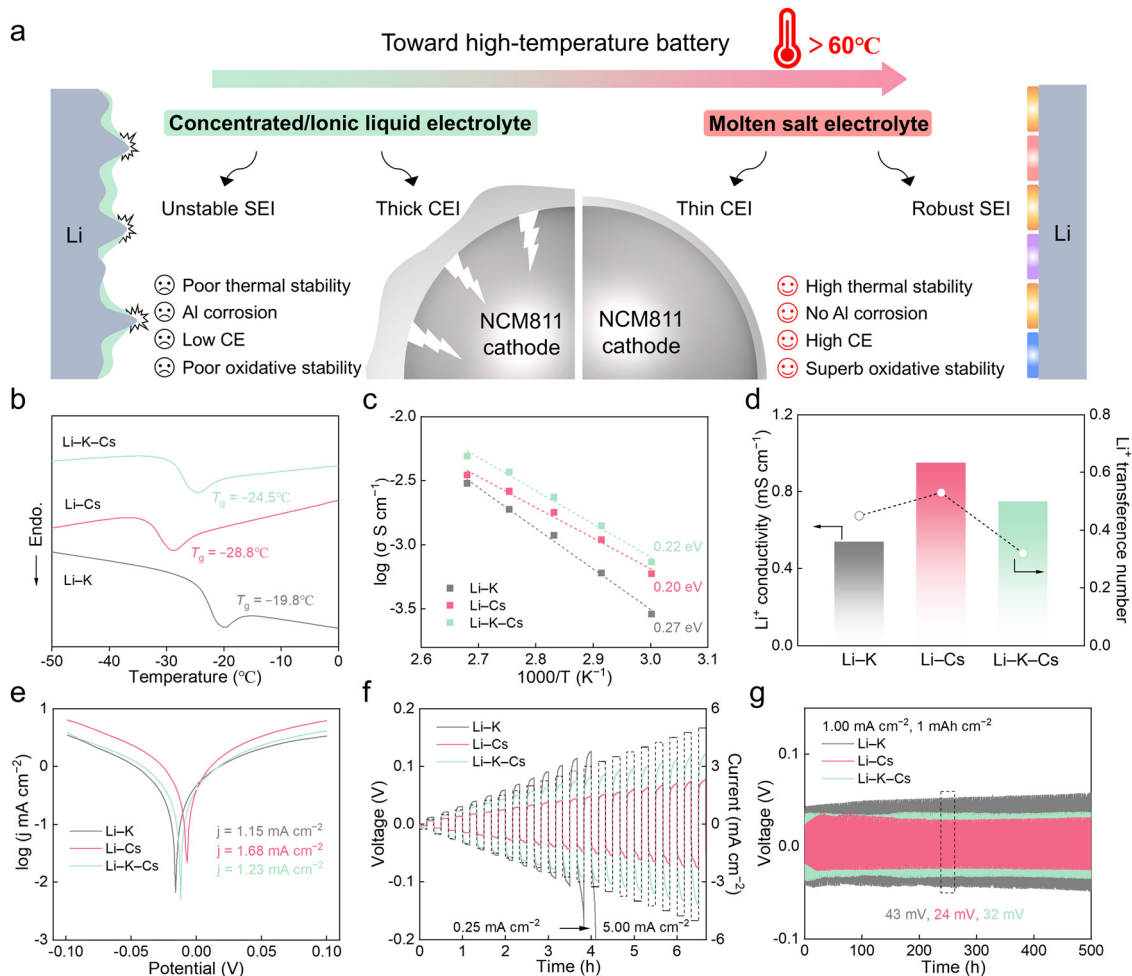 a
Toward high-temperature battery
> 60℃
Concentrated/Ionic liquid electrolyte
Molten salt electrolyte
Unstable SEI
Thick CEI
Thin CEI
Robust SEI
Li
Li
Poor thermal stability
Al corrosion
Low CE
Poor oxidative stability
NCM811
cathode
NCM811
cathode
High thermal stability
No Al corrosion
High CE
Superb oxidative stability
b
Endo.
Li–K–Cs
Tg = −24.5℃
Li–Cs
Tg = −28.8℃
Li–K
Tg = −19.8℃
-50 -40 -30 -20 -10 0
Temperature (℃)
c
log (σ S cm⁻¹)
-2.0
-2.5
-3.0
-3.5
0.22 eV
0.20 eV
0.27 eV
Li–K
Li–Cs
Li–K–Cs
2.6 2.7 2.8 2.9 3.0 3.1
1000/T (K⁻¹)
d
Li⁺ conductivity (mS cm⁻¹)
1.2
0.8
0.4
0.0
Li–K Li–Cs Li–K–Cs
0.8
0.6
0.4
0.2
0.0
Li⁺ transference number
e
log (j mA cm⁻²)
1
0
-1
-2
-3
Li–K
Li–Cs
Li–K–Cs
j = 1.15 mA cm⁻²
j = 1.68 mA cm⁻²
j = 1.23 mA cm⁻²
-0.10 -0.05 0.00 0.05 0.10
Potential (V)
f
Voltage (V)
0.2
0.1
0.0
-0.1
-0.2
Li–K
Li–Cs
Li–K–Cs
0.25 mA cm⁻² 5.00 mA cm⁻²
0 1 2 3 4 5 6
Time (h)
6
3
0
-3
-6
Current (mA cm⁻²)
g
Voltage (V)
0.1
0.0
-0.1
1.00 mA cm⁻², 1 mAh cm⁻²
Li–K
Li–Cs
Li–K–Cs
43 mV, 24 mV, 32 mV
0 100 200 300 400 500
Time (h)